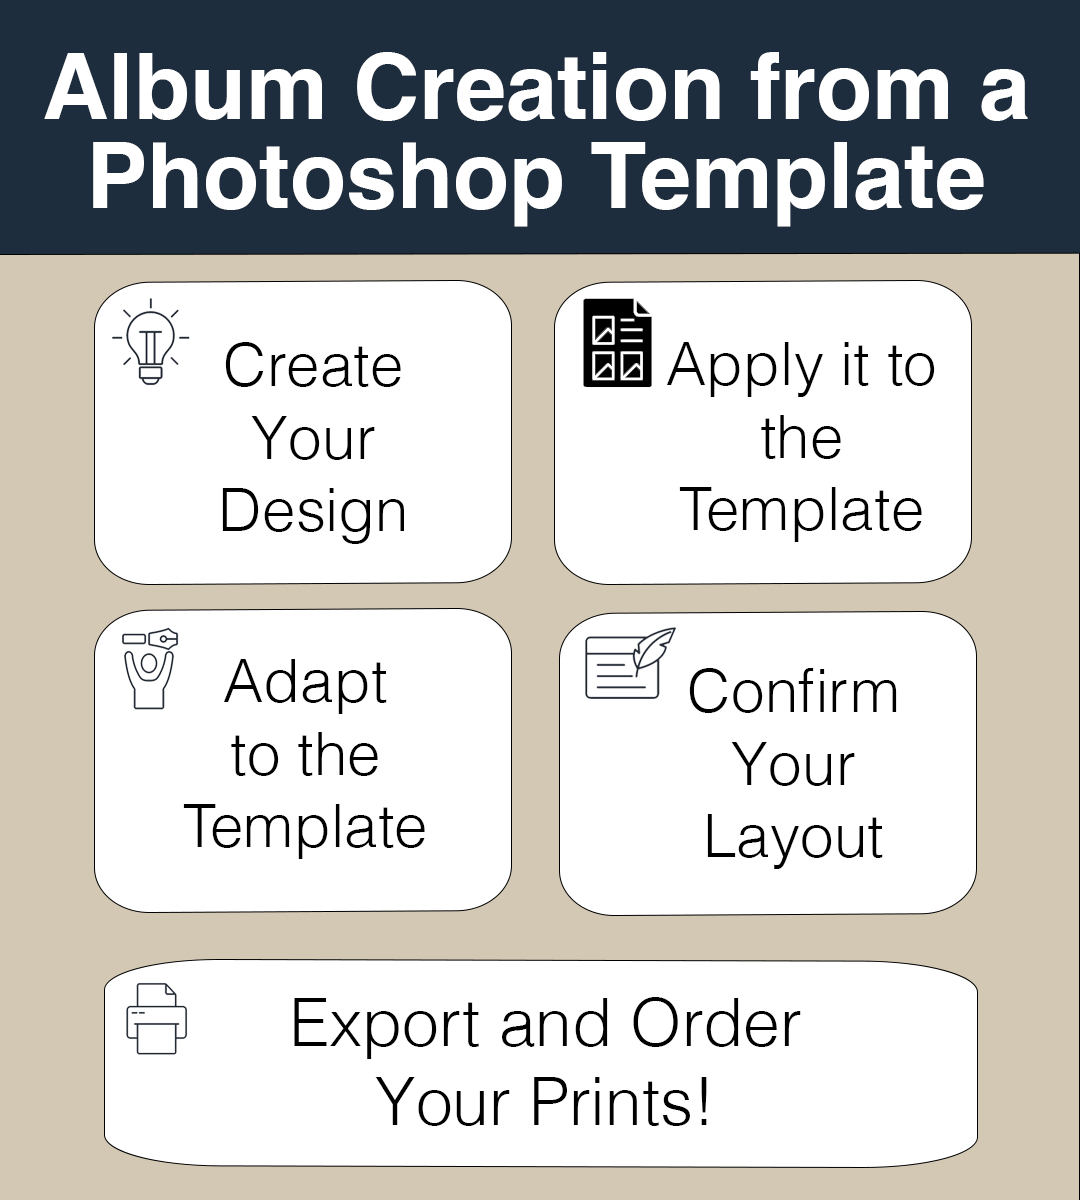 Album Creation from a
Photoshop Template
Create
Your
Design
Apply it to
the
Template
Adapt
to the
Template
Confirm
Your
Layout
Export and Order
Your Prints!